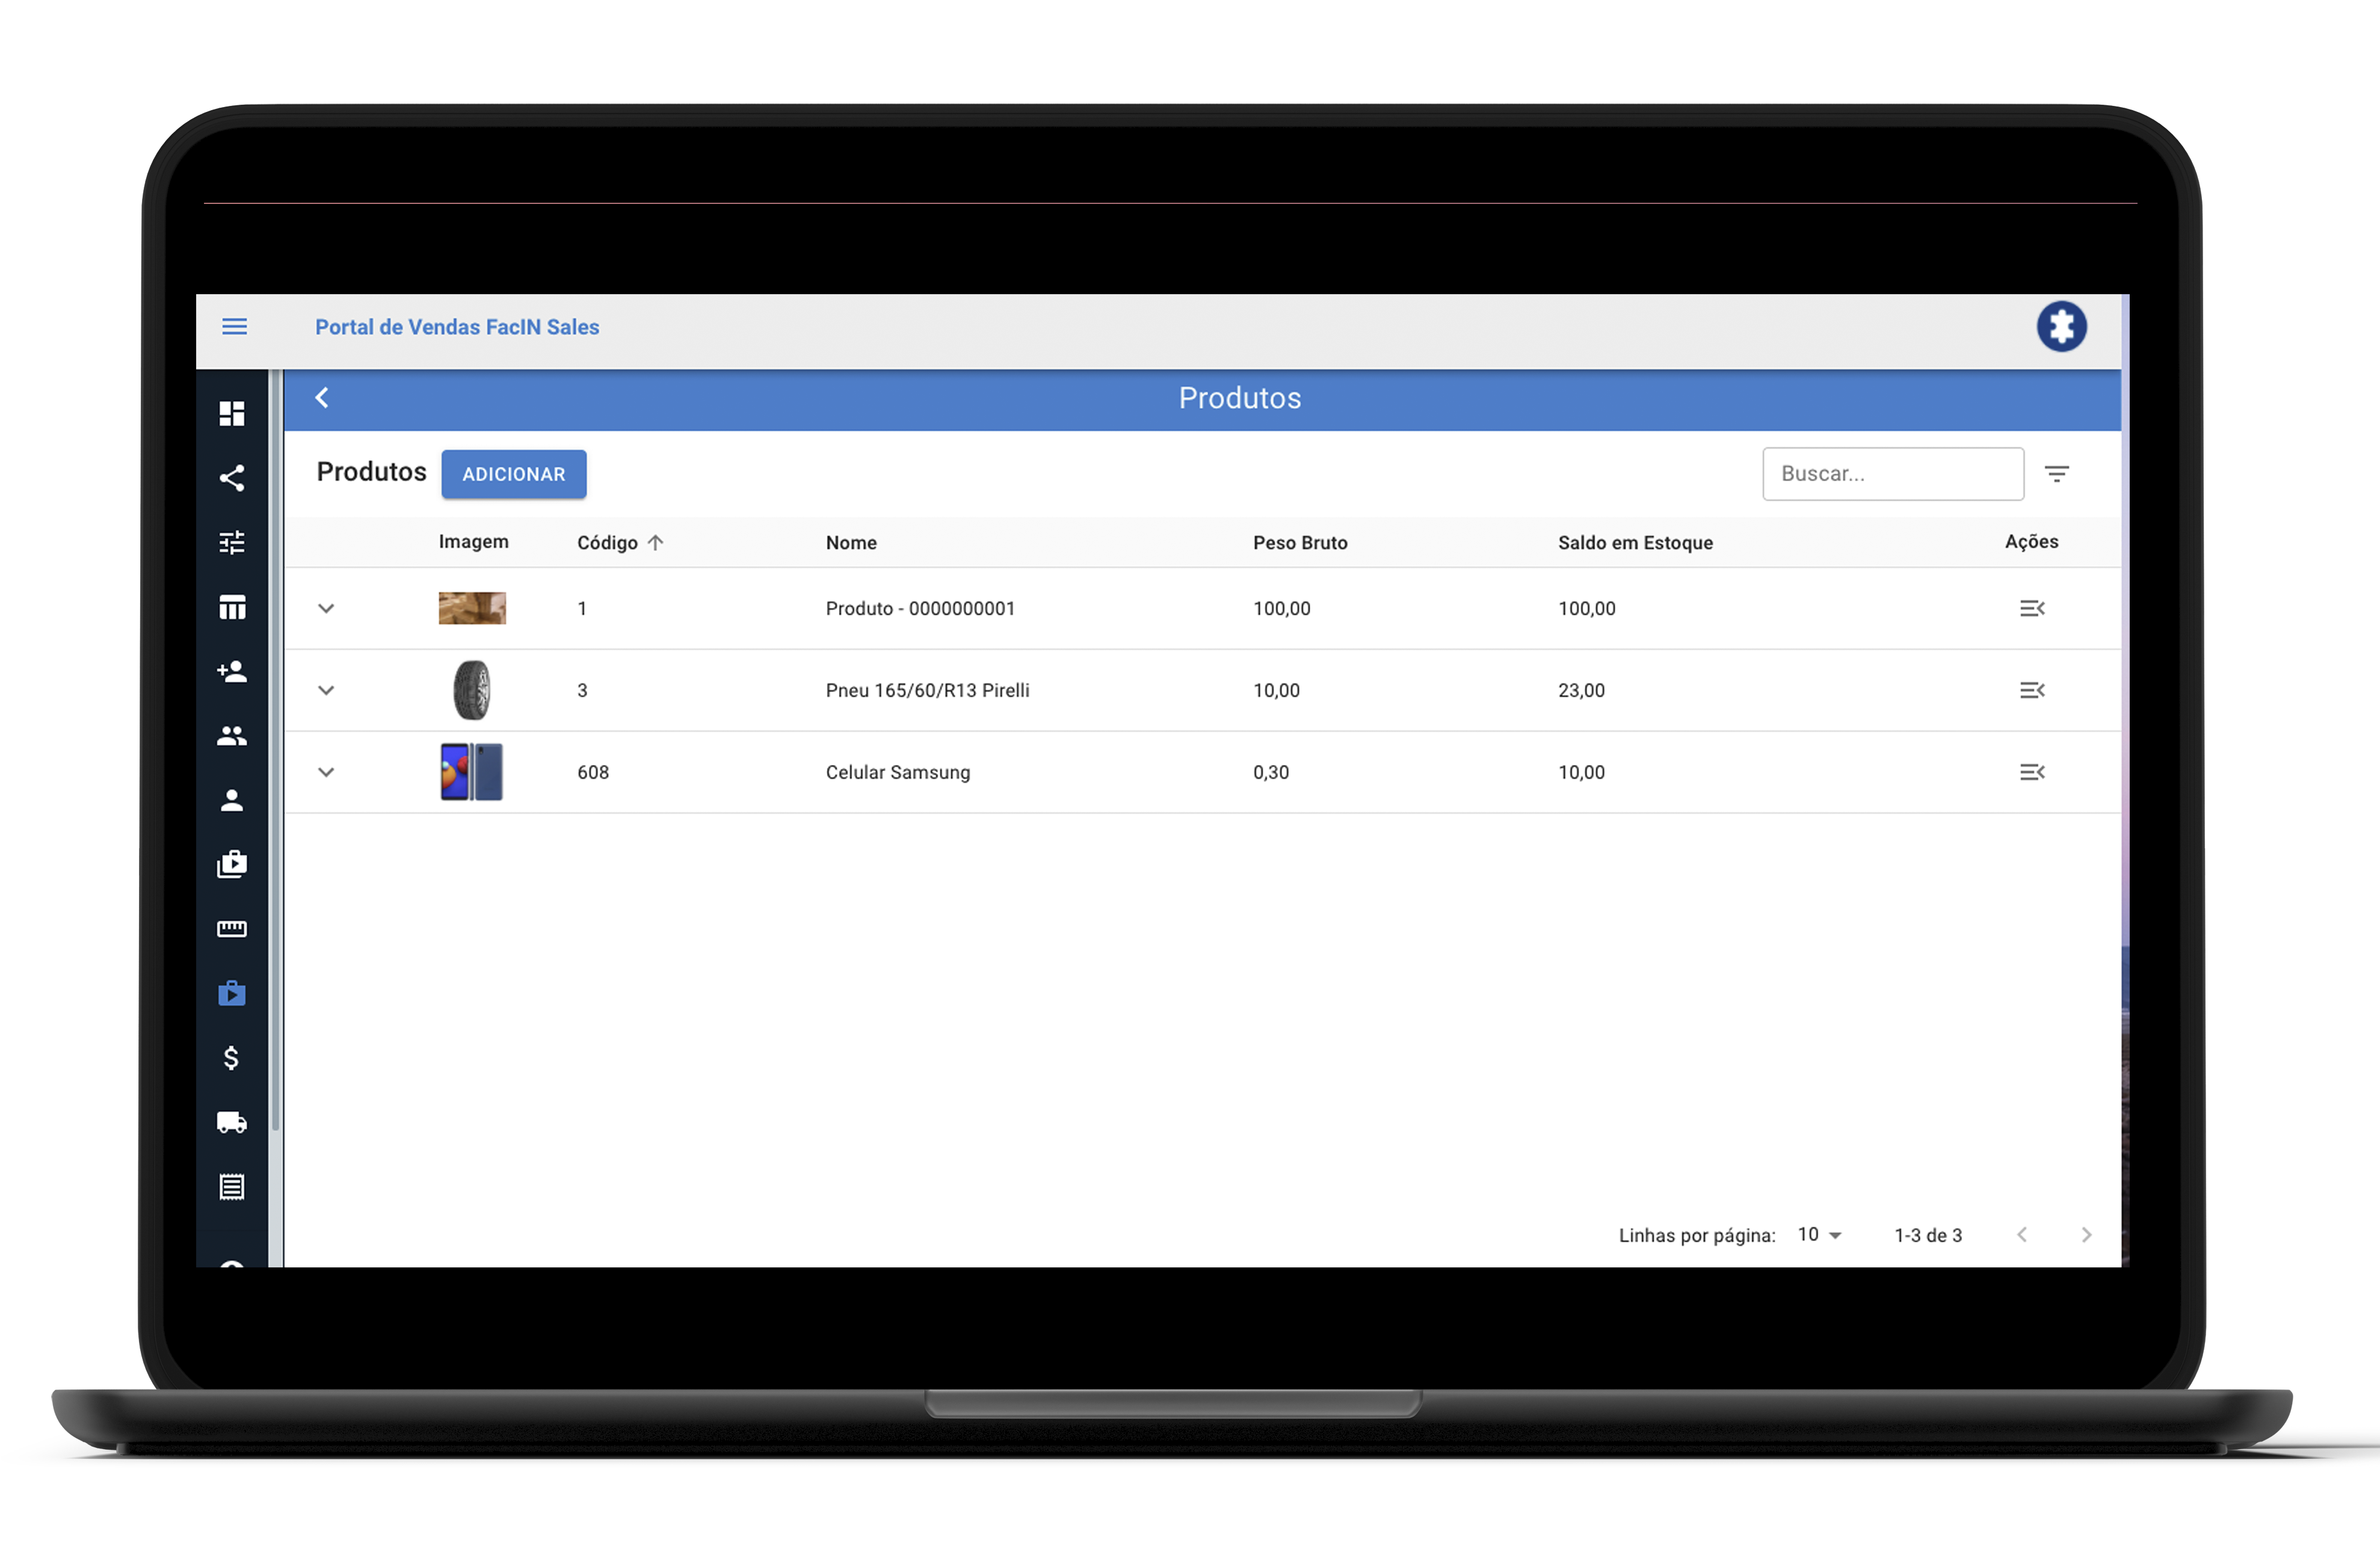 Portal de Vendas FacIN Sales
Produtos
Produtos ADICIONAR Buscar...
Imagem Código Nome Peso Bruto Saldo em Estoque Ações
1 Produto - 0000000001 100,00 100,00
3 Pneu 165/60/R13 Pirelli 10,00 23,00
608 Celular Samsung 0,30 10,00
Linhas por página: 10 1-3 de 3